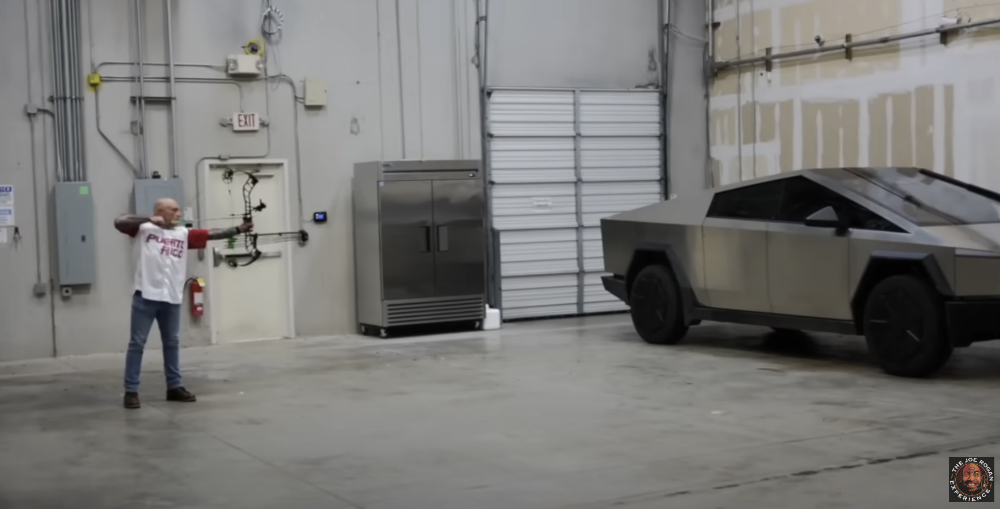 EXIT
PUERTO
RICO
THE JOE ROGAN
EXPERIENCE